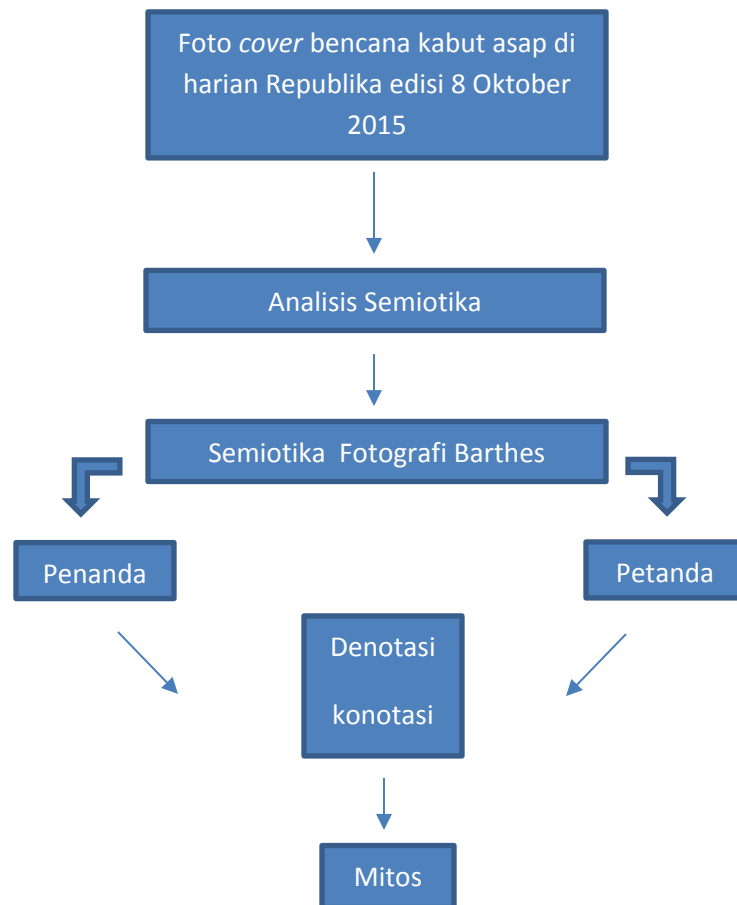 Foto cover bencana kabut asap di
harian Republika edisi 8 Oktober
2015
Analisis Semiotika
Semiotika  Fotografi Barthes
Penanda
Petanda
Denotasi
konotasi
Mitos